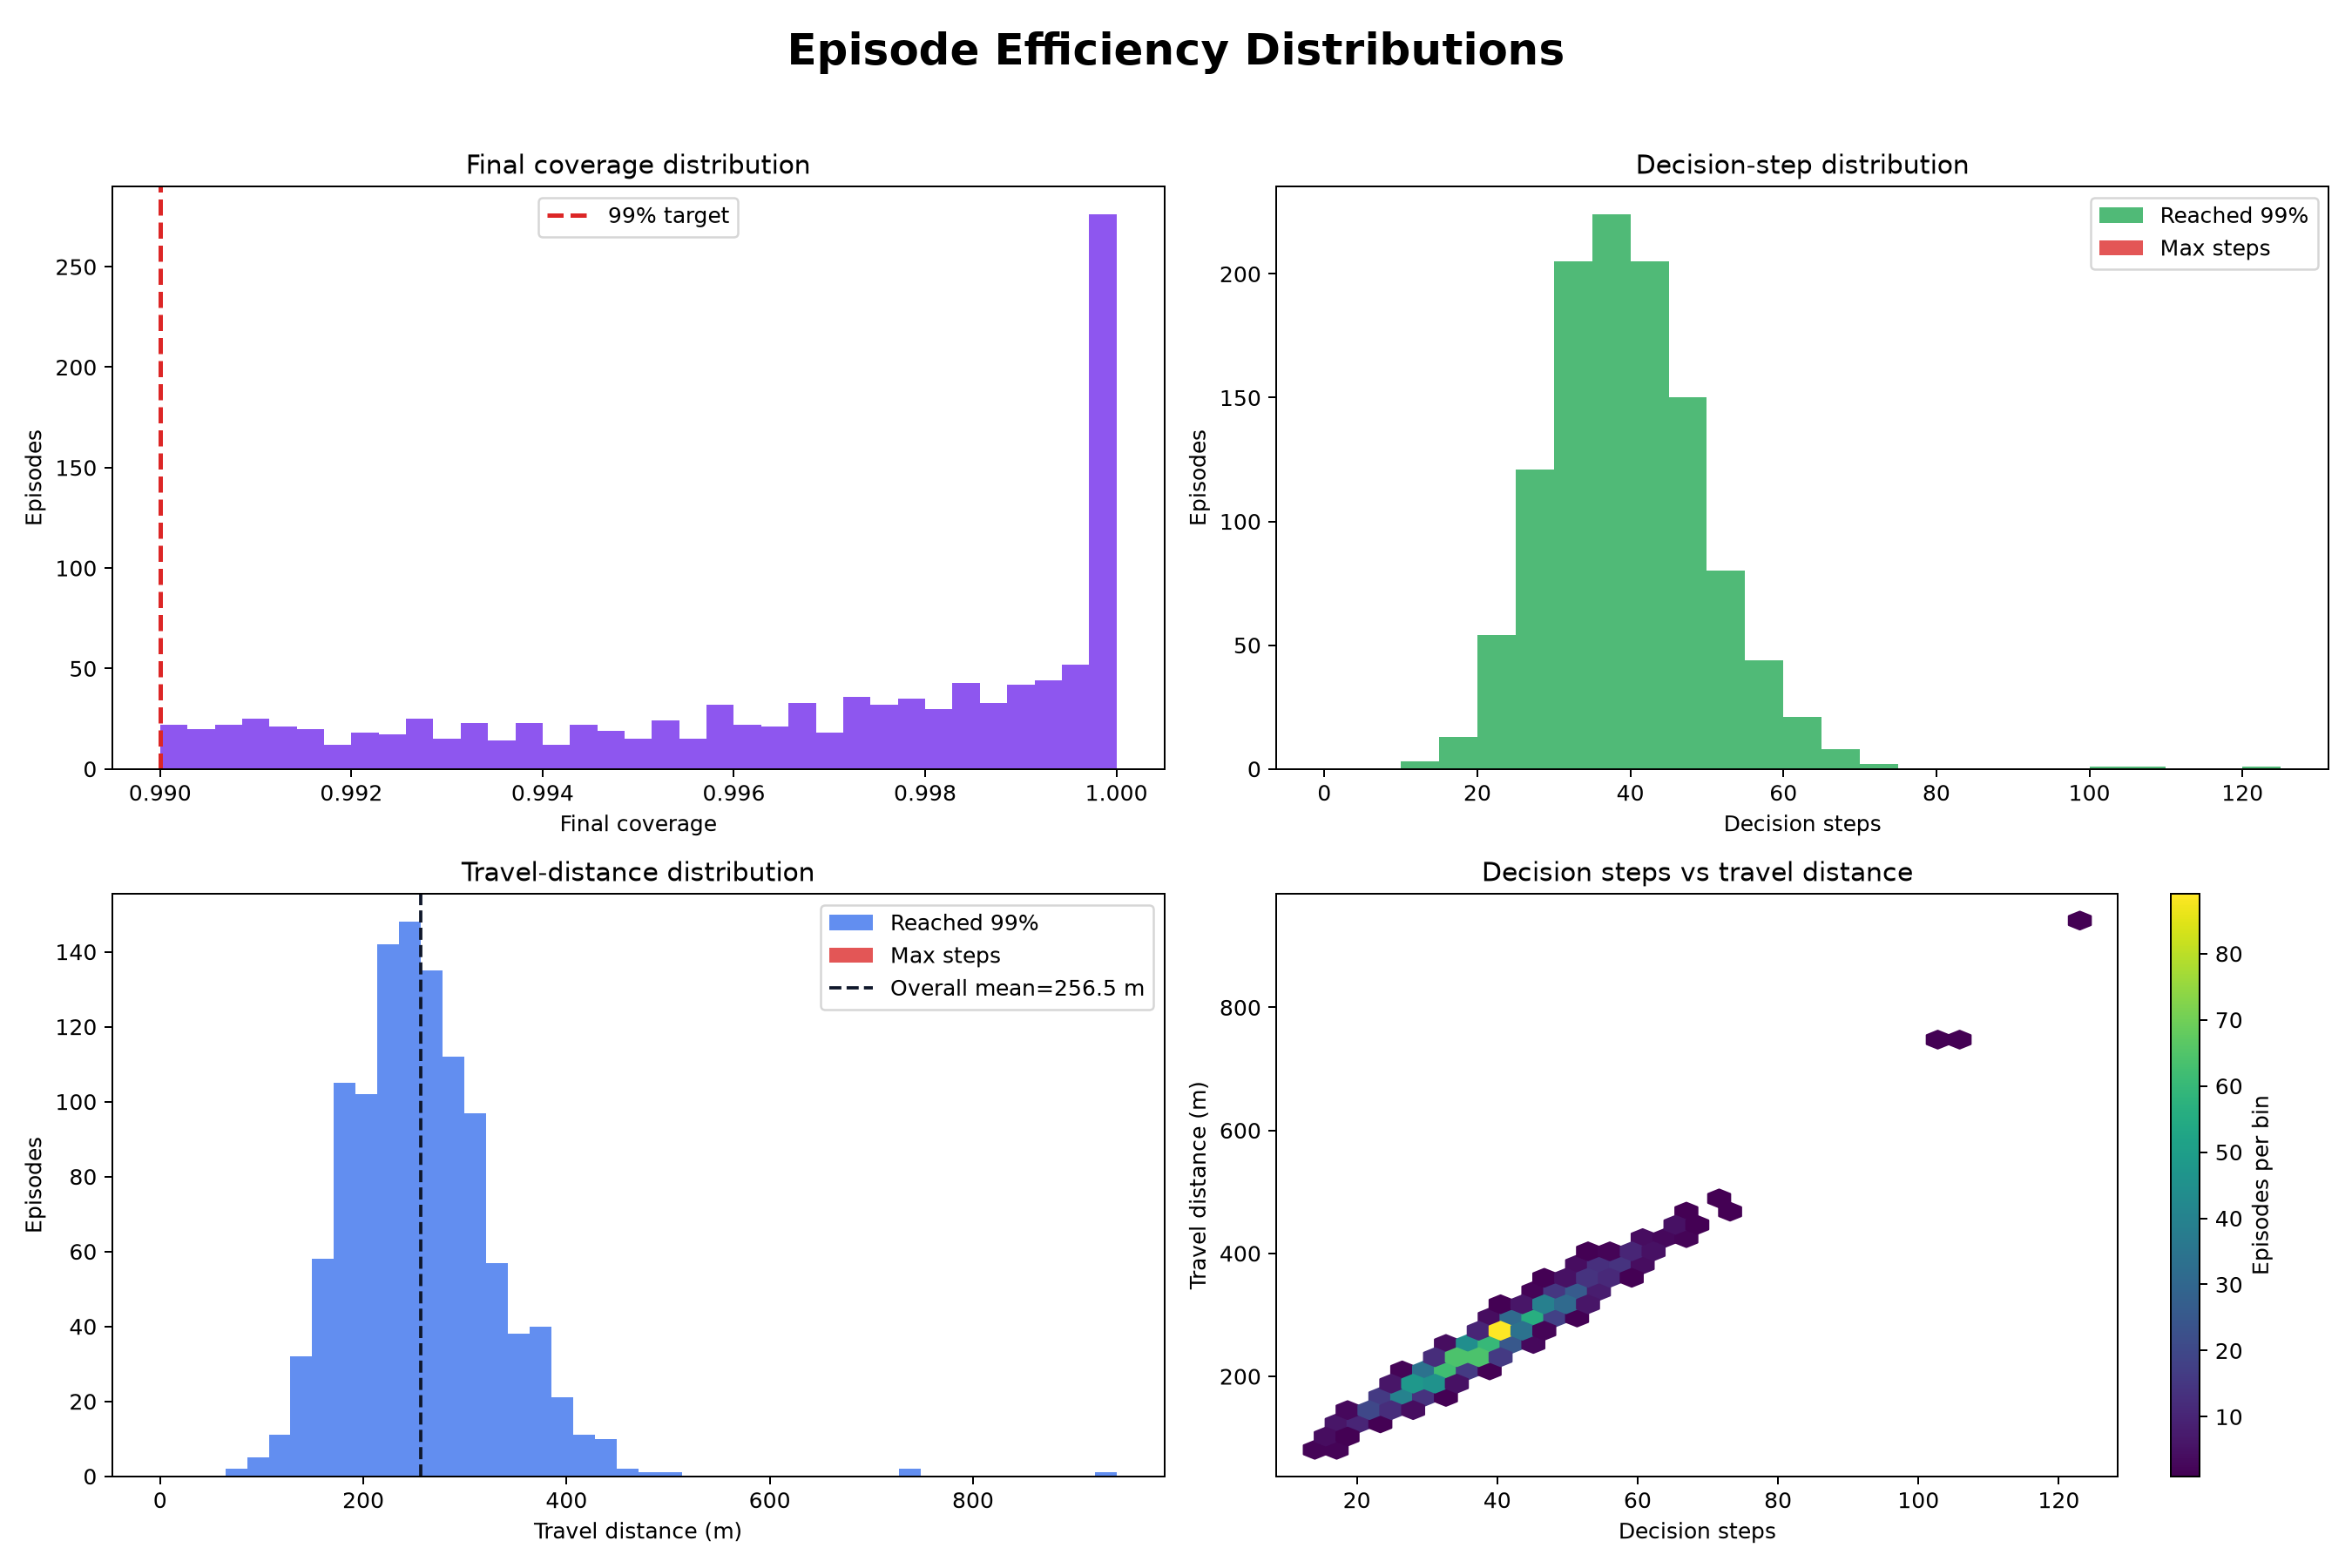 Episode Efficiency Distributions
Final coverage distribution
99% target
Episodes
0
50
100
150
200
250
0.990
0.992
0.994
0.996
0.998
1.000
Final coverage
Decision-step distribution
Reached 99%
Max steps
Episodes
0
50
100
150
200
0
20
40
60
80
100
120
Decision steps
Travel-distance distribution
Reached 99%
Max steps
Overall mean=256.5 m
Episodes
0
20
40
60
80
100
120
140
0
200
400
600
800
Travel distance (m)
Decision steps vs travel distance
Travel distance (m)
200
400
600
800
20
40
60
80
100
120
Decision steps
10
20
30
40
50
60
70
80
Episodes per bin